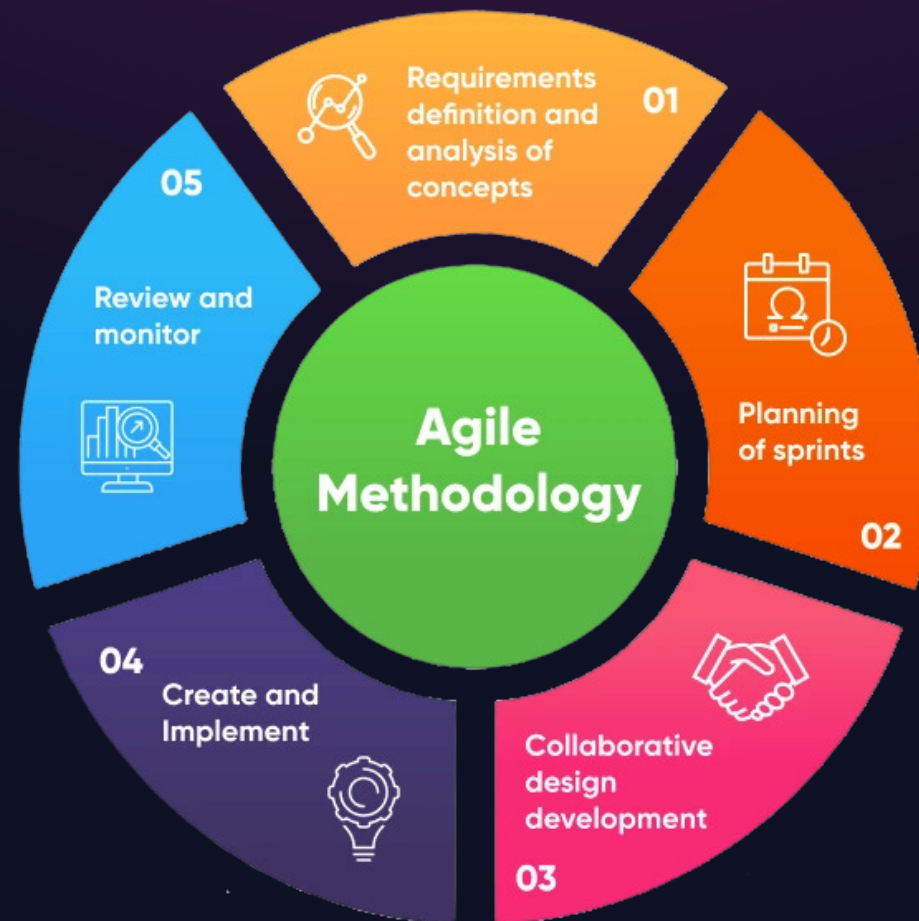 Requirements
definition and
analysis of
concepts
01
Planning
of sprints
02
Collaborative
design
development
03
04
Create and
Implement
05
Review and
monitor
Agile
Methodology